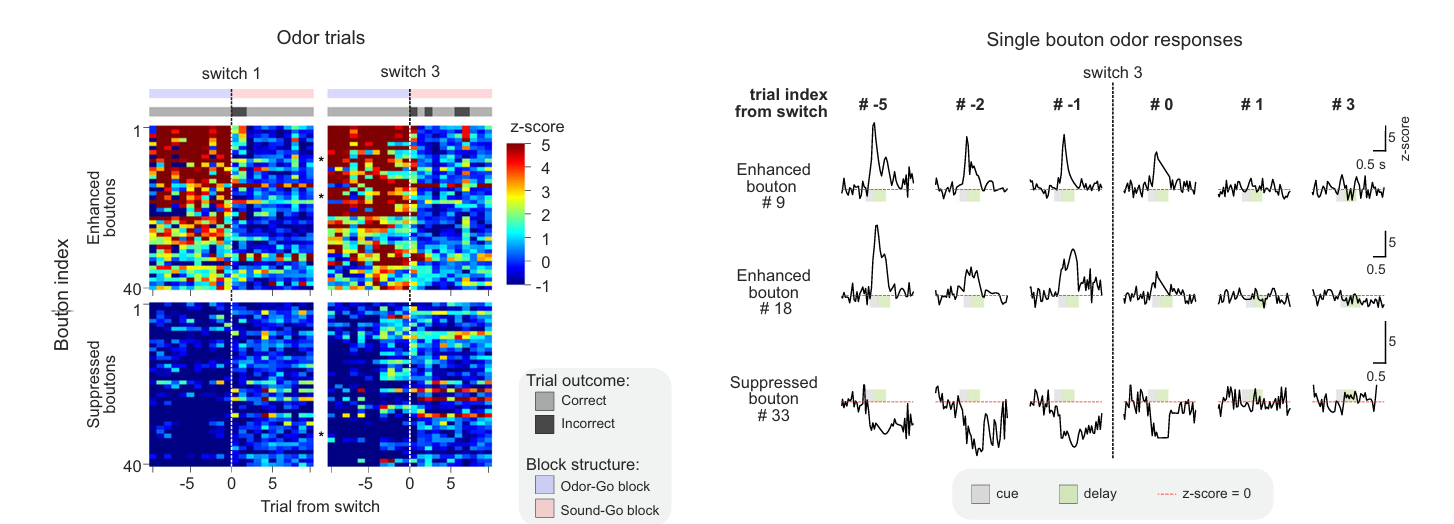 Odor trials
switch 1
switch 3
z-score
5
4
3
2
1
0
-1
1
40
1
40
Enhanced
boutons
Suppressed
boutons
Bouton index
*
*
*
-5
0
5
-5
0
5
Trial from switch
Trial outcome:
Correct
Incorrect
Block structure:
Odor-Go block
Sound-Go block
Single bouton odor responses
switch 3
trial index
from switch
# -5
# -2
# -1
# 0
# 1
# 3
Enhanced
bouton
# 9
5
z-score
0.5 s
Enhanced
bouton
# 18
5
0.5
Suppressed
bouton
# 33
5
0.5
cue
delay
z-score = 0